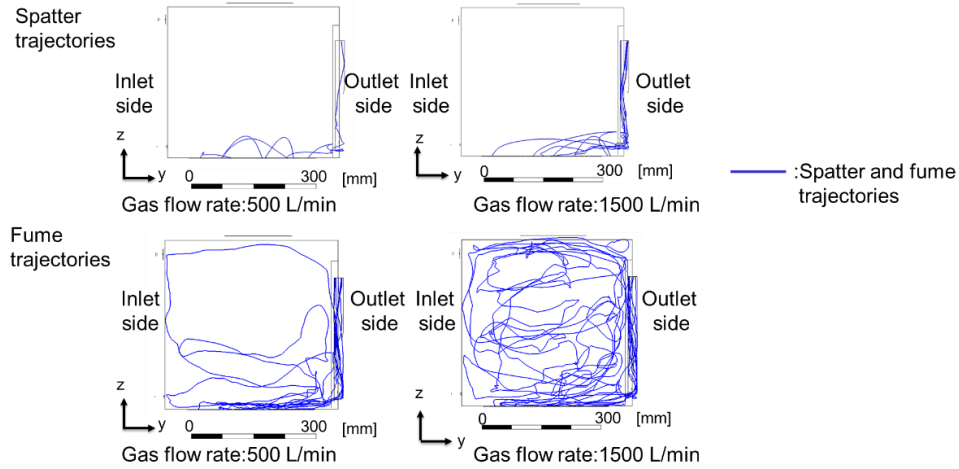 Spatter
trajectories
Inlet
side
Outlet
side
z
y
0
300
[mm]
Gas flow rate:500 L/min
Inlet
side
Outlet
side
z
y
0
300
[mm]
Gas flow rate:1500 L/min
:Spatter and fume
trajectories
Fume
trajectories
Inlet
side
Outlet
side
z
y
0
300
[mm]
Gas flow rate:500 L/min
Inlet
side
Outlet
side
z
y
0
300
[mm]
Gas flow rate:1500 L/min